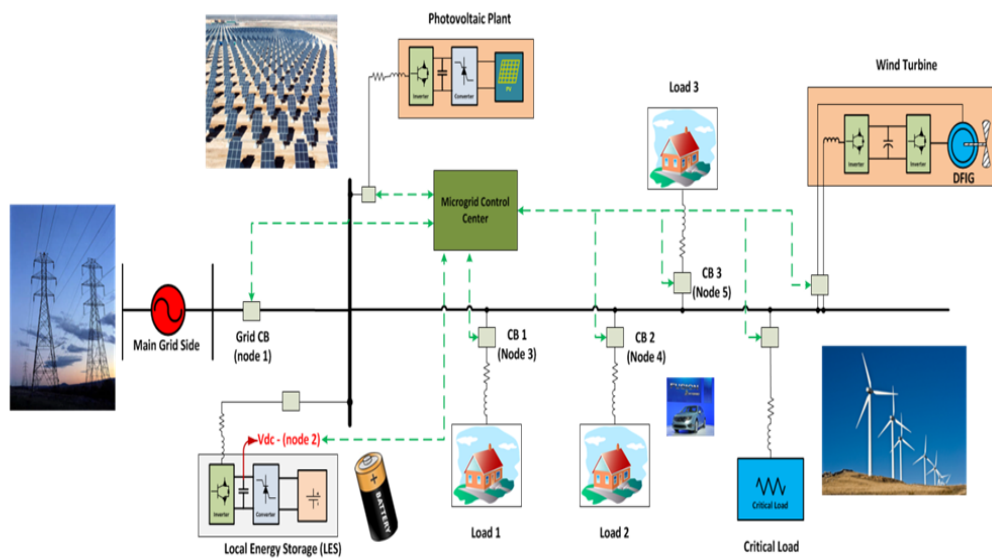 Photovoltaic Plant
Inverter
Converter
PV
Load 3
Wind Turbine
Inverter
Inverter
DFIG
Microgrid Control
Center
CB 3
(Node 5)
Main Grid Side
Grid CB
(node 1)
CB 1
(Node 3)
CB 2
(Node 4)
Vdc - (node 2)
Inverter
Converter
BATTERY
Local Energy Storage (LES)
Load 1
Load 2
Critical Load
Critical Load